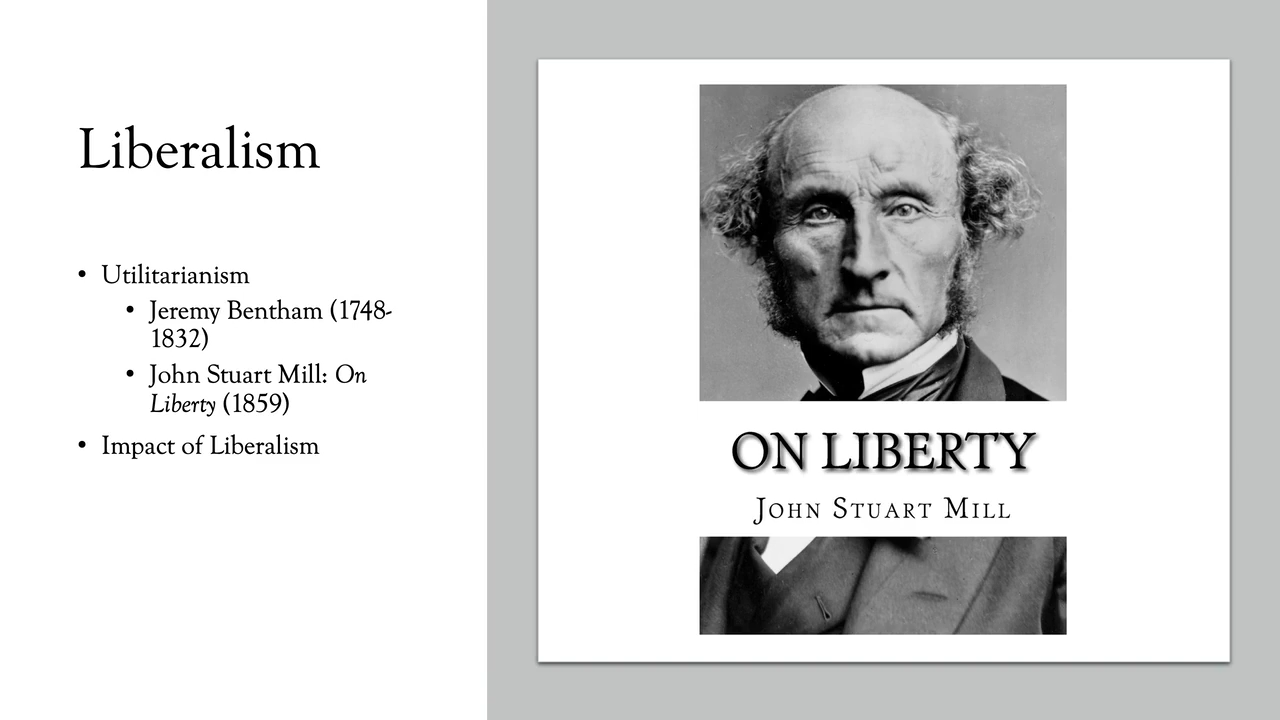 Liberalism
• Utilitarianism
• Jeremy Bentham (1748-
1832)
• John Stuart Mill: On
Liberty (1859)
• Impact of Liberalism
ON LIBERTY
JOHN STUART MILL